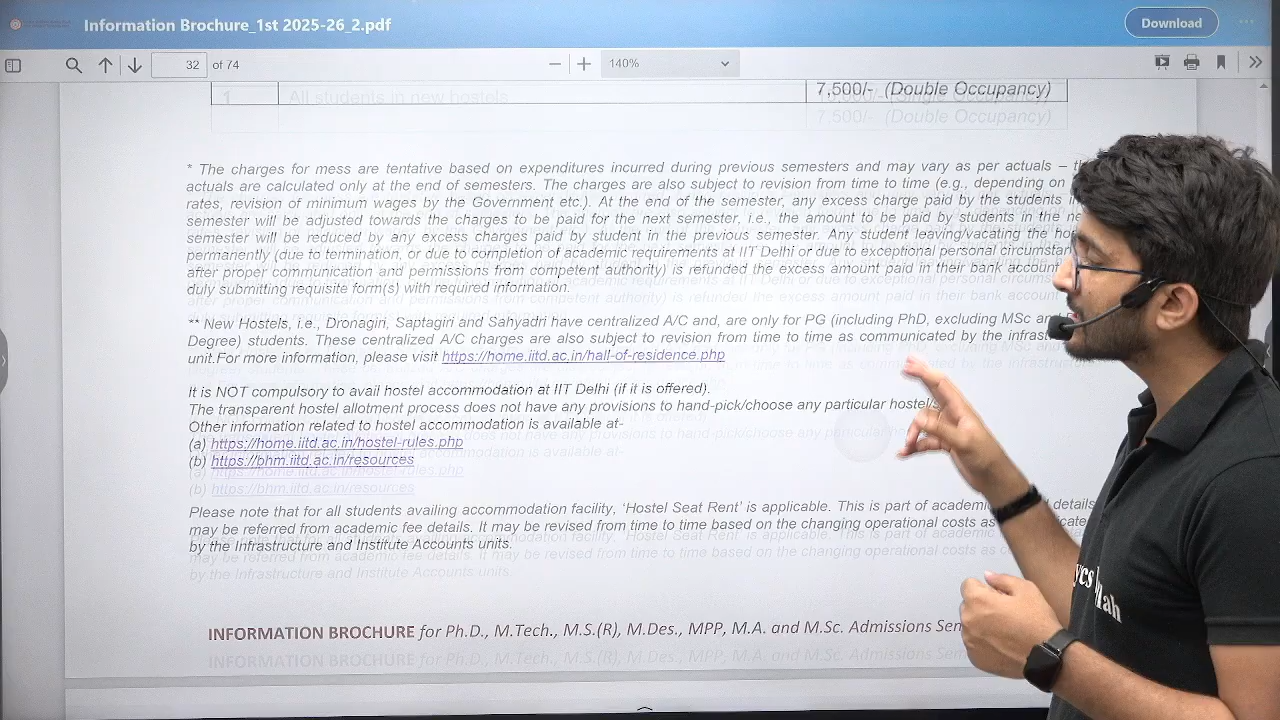 Information Brochure_1st 2025-26_2.pdf
Download
32 of 74
140%
7,500/- (Double Occupancy)
1 All students in new hostels
7,500/- (Double Occupancy)
* The charges for mess are tentative based on expenditures incurred during previous semesters and may vary as per actuals –
actuals are calculated only at the end of semesters. The charges are also subject to revision from time to time (e.g., depending on
rates, revision of minimum wages by the Government etc.). At the end of the semester, any excess charge paid by the students
semester will be adjusted towards the charges to be paid for the next semester, i.e., the amount to be paid by students in the
semester will be reduced by any excess charges paid by student in the previous semester. Any student leaving/vacating the
permanently (due to termination, or due to completion of academic requirements at IIT Delhi or due to exceptional personal
after proper communication and permissions from competent authority) is refunded the excess amount paid in their bank account
duly submitting requisite form(s) with required information.
** New Hostels, i.e., Dronagiri, Saptagiri and Sahyadri have centralized A/C and, are only for PG (including PhD, excluding MSc and
Degree) students. These centralized A/C charges are also subject to revision from time to time as communicated by the
unit.For more information please visit https://home.iitd.ac.in/hall-of-residence.php
It is NOT compulsory to avail hostel accommodation at IIT Delhi (if it is offered).
The transparent hostel allotment process does not have any provisions to hand-pick/choose any particular hostel/s
Other information related to hostel accommodation is available at-
(a) https://home.iitd.ac.in/hostel-rules.php
(b) https://bhm.iitd.ac.in/resources
Please note that for all students availing accommodation facility, 'Hostel Seat Rent' is applicable. This is part of academic details
may be referred from academic fee details. It may be revised from time to time based on the changing operational costs as
by the Infrastructure and Institute Accounts units.
INFORMATION BROCHURE for Ph.D., M.Tech., M.S.(R), M.Des., MPP, M.A. and M.Sc. Admissions